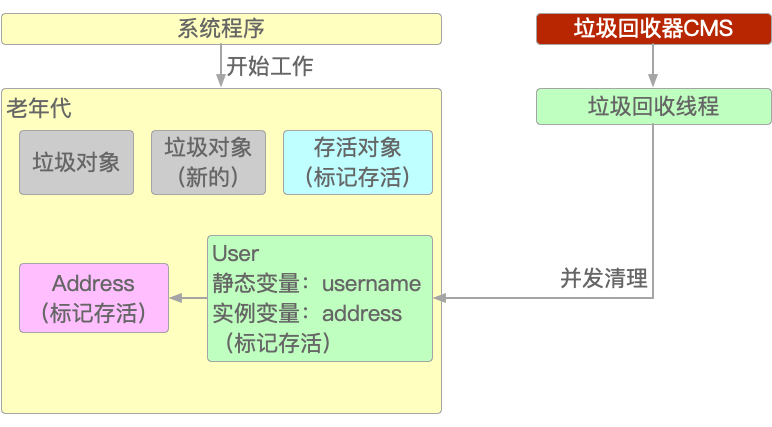 系统程序
垃圾回收器CMS
开始工作
老年代
垃圾回收线程
垃圾对象
垃圾对象
（新的）
存活对象
（标记存活）
User
静态变量：username
实例变量：address
（标记存活）
Address
（标记存活）
并发清理